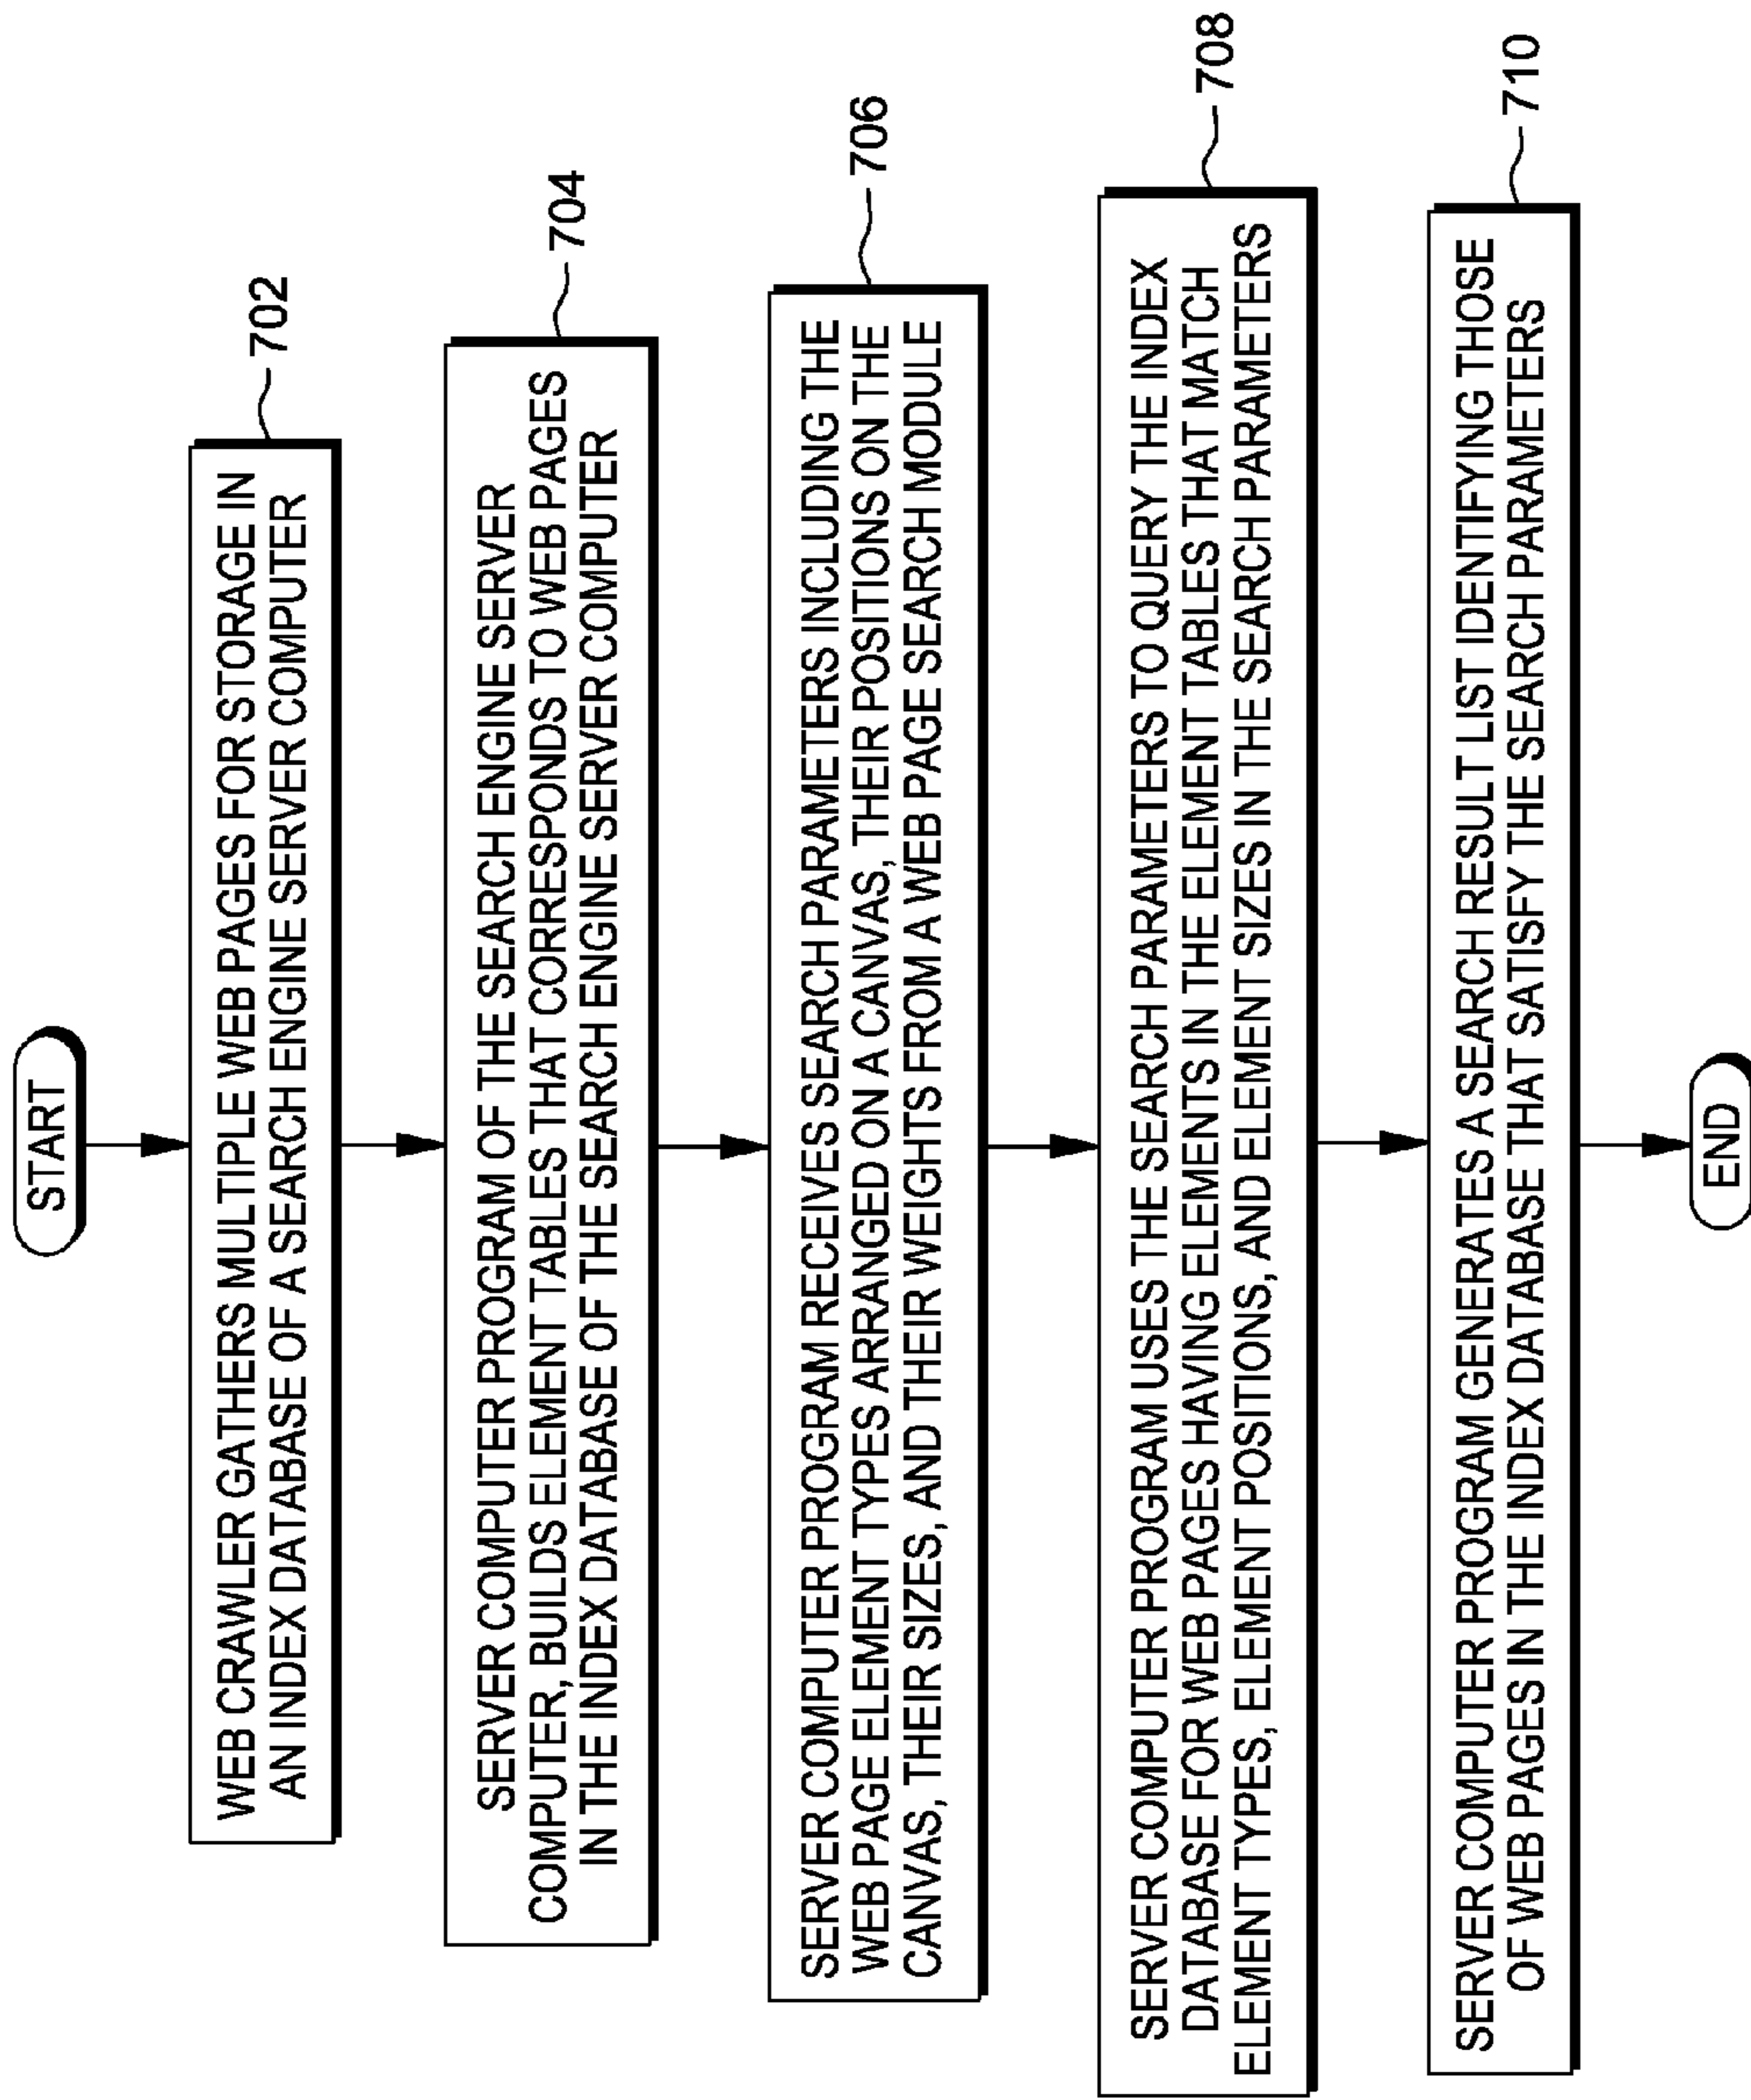 START
WEB CRAWLER GATHERS MULTIPLE WEB PAGES FOR STORAGE IN
AN INDEX DATABASE OF A SEARCH ENGINE SERVER COMPUTER
702
SERVER COMPUTER PROGRAM OF THE SEARCH ENGINE SERVER
COMPUTER, BUILDS ELEMENT TABLES THAT CORRESPONDS TO WEB PAGES
IN THE INDEX DATABASE OF THE SEARCH ENGINE SERVER COMPUTER
704
SERVER COMPUTER PROGRAM RECEIVES SEARCH PARAMETERS INCLUDING THE
WEB PAGE ELEMENT TYPES ARRANGED ON A CANVAS, THEIR POSITIONS ON THE
CANVAS, THEIR SIZES, AND THEIR WEIGHTS FROM A WEB PAGE SEARCH MODULE
706
SERVER COMPUTER PROGRAM USES THE SEARCH PARAMETERS TO QUERY THE INDEX
DATABASE FOR WEB PAGES HAVING ELEMENTS IN THE ELEMENT TABLES THAT MATCH
ELEMENT TYPES, ELEMENT POSITIONS, AND ELEMENT SIZES IN THE SEARCH PARAMETERS
708
SERVER COMPUTER PROGRAM GENERATES A SEARCH RESULT LIST IDENTIFYING THOSE
OF WEB PAGES IN THE INDEX DATABASE THAT SATISFY THE SEARCH PARAMETERS
710
END